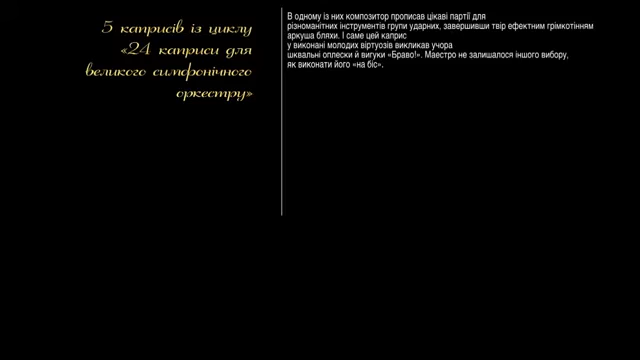 5 каприсів із циклу
«24 каприси для
великого симфонічного
оркестру»
В одному із них композитор прописав цікаві партії для
різноманітних інструментів групи ударних, завершивши твір ефектним грімкотінням
аркуша бляхи. І саме цей каприс
у виконані молодих віртуозів викликав учора
шквальні оплески й вигуки «Браво!». Маестро не залишалося іншого вибору,
як виконати його «на біс».